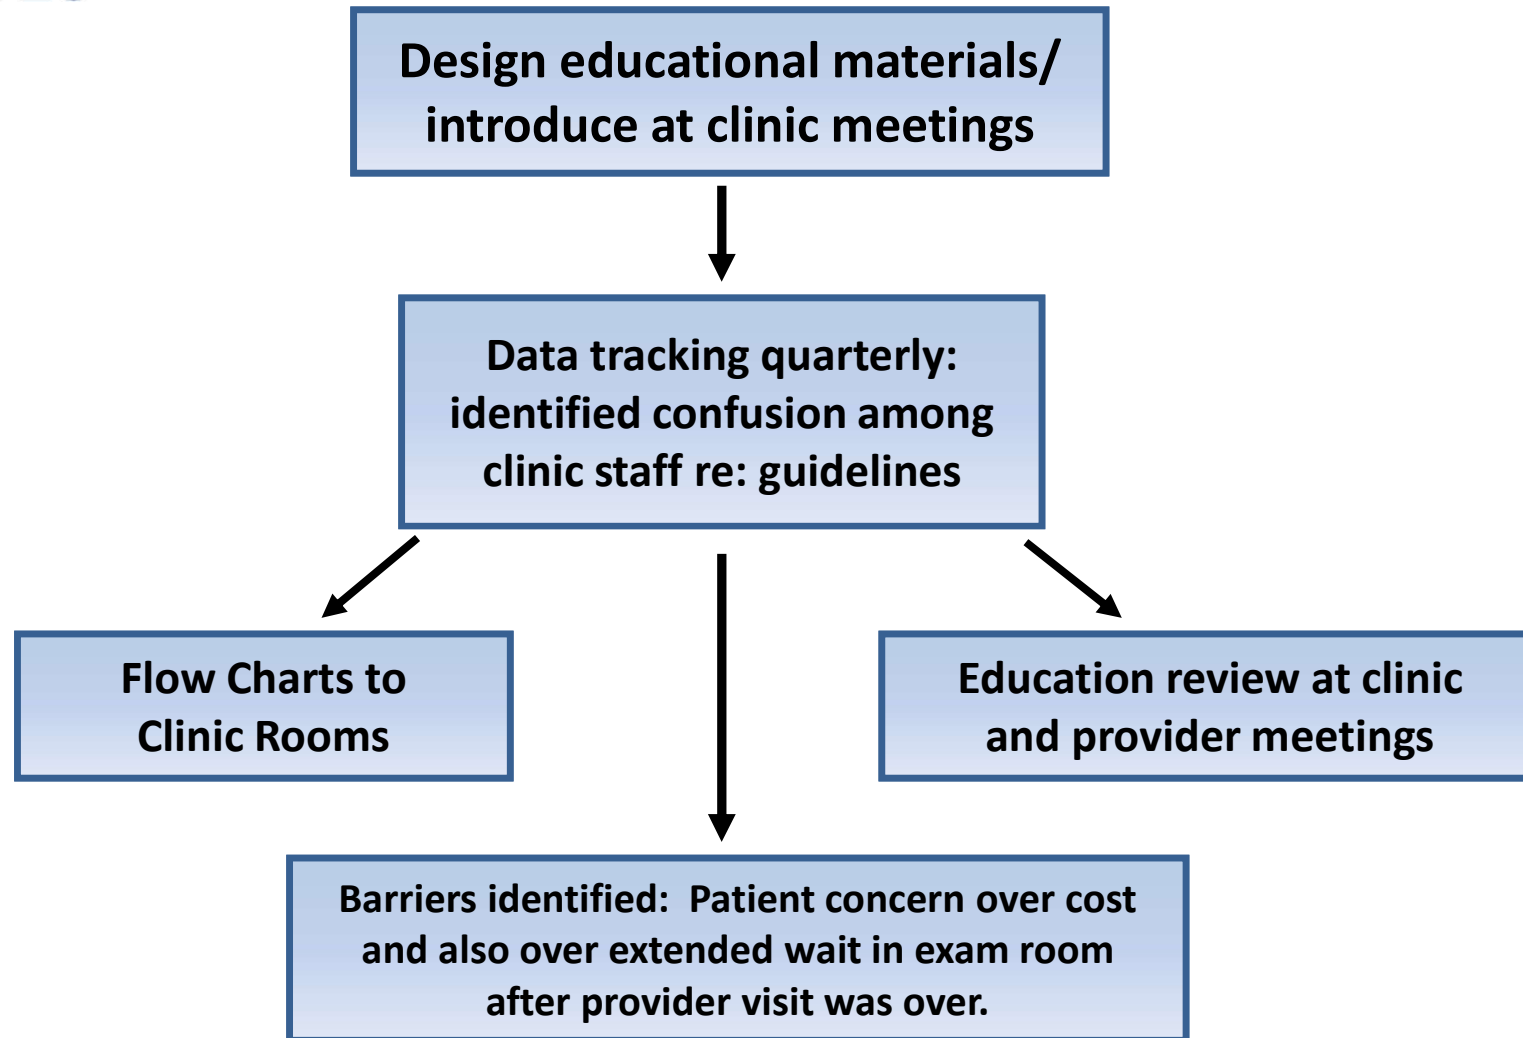 Design educational materials/
introduce at clinic meetings
Data tracking quarterly:
identified confusion among
clinic staff re: guidelines
Flow Charts to
Clinic Rooms
Education review at clinic
and provider meetings
Barriers identified:  Patient concern over cost
and also over extended wait in exam room
after provider visit was over.